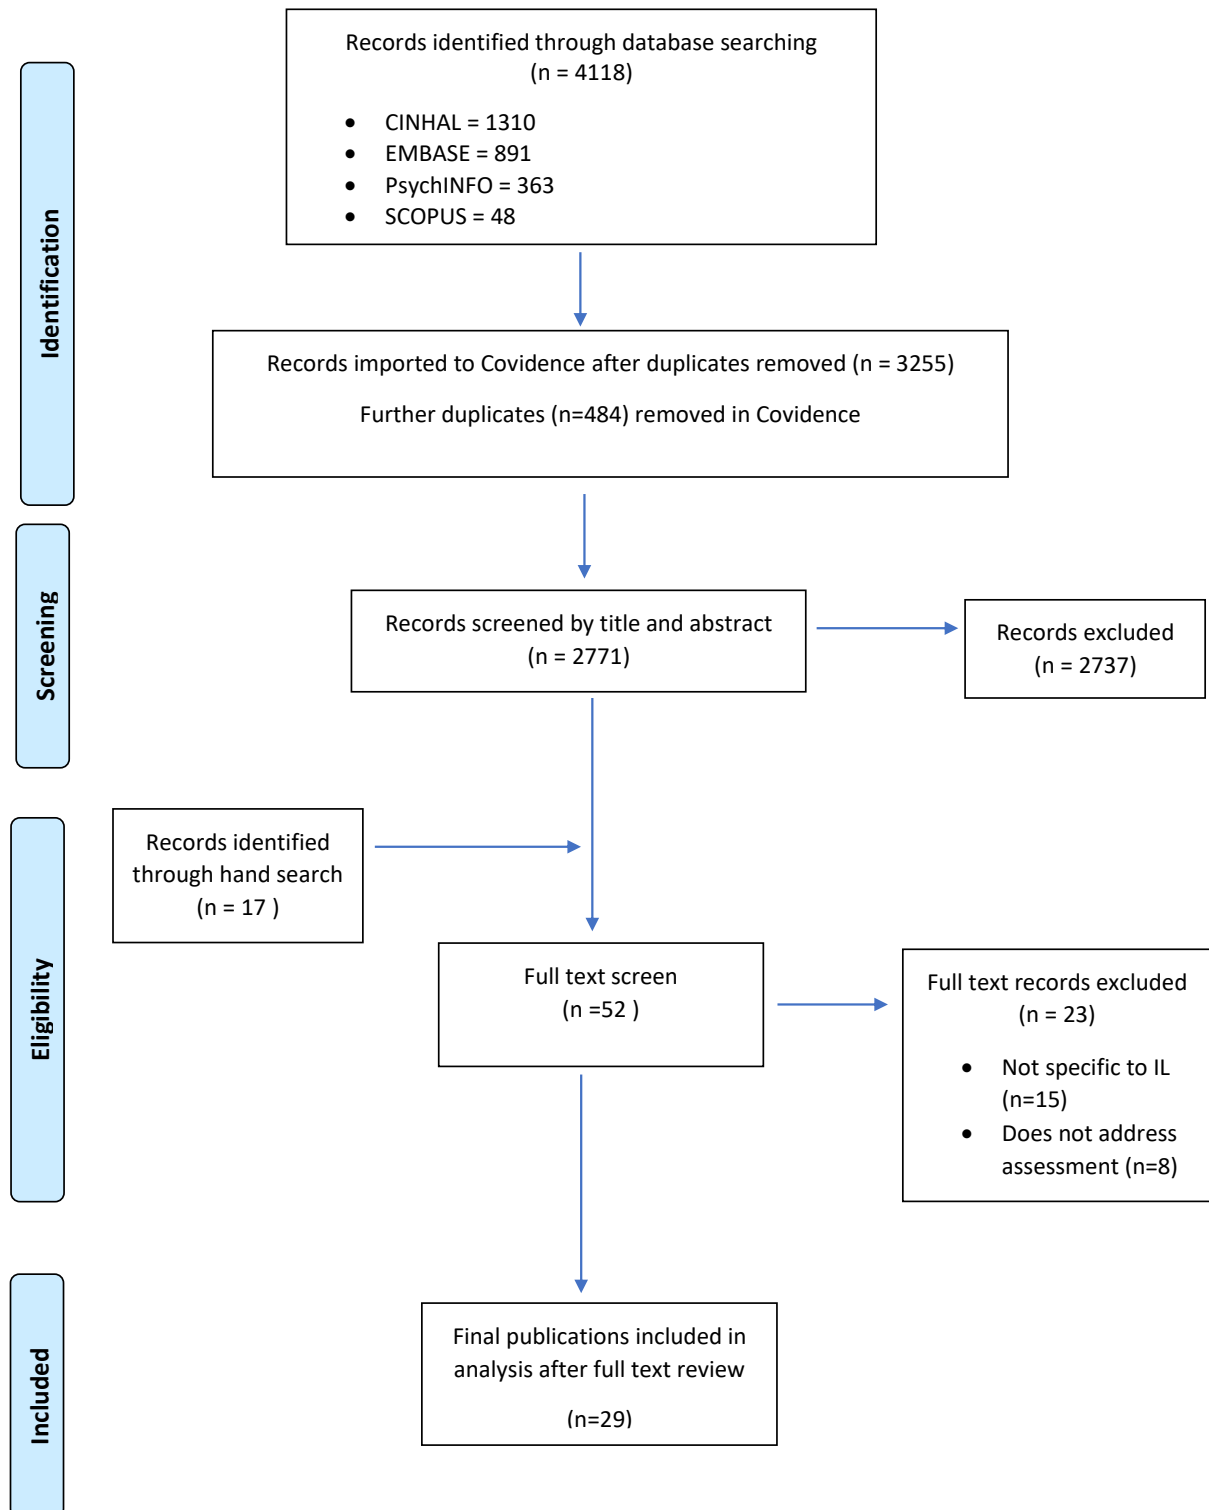 Records identified through database searching
(n = 4118)
• CINHAL = 1310
• EMBASE = 891
• PsychINFO = 363
• SCOPUS = 48
Identification
Records imported to Covidence after duplicates removed (n = 3255)
Further duplicates (n=484) removed in Covidence
Screening
Records screened by title and abstract
(n = 2771)
Records excluded
(n = 2737)
Records identified
through hand search
(n = 17 )
Eligibility
Full text screen
(n =52 )
Full text records excluded
(n = 23)
• Not specific to IL
(n=15)
• Does not address
assessment (n=8)
Included
Final publications included in
analysis after full text review
(n=29)